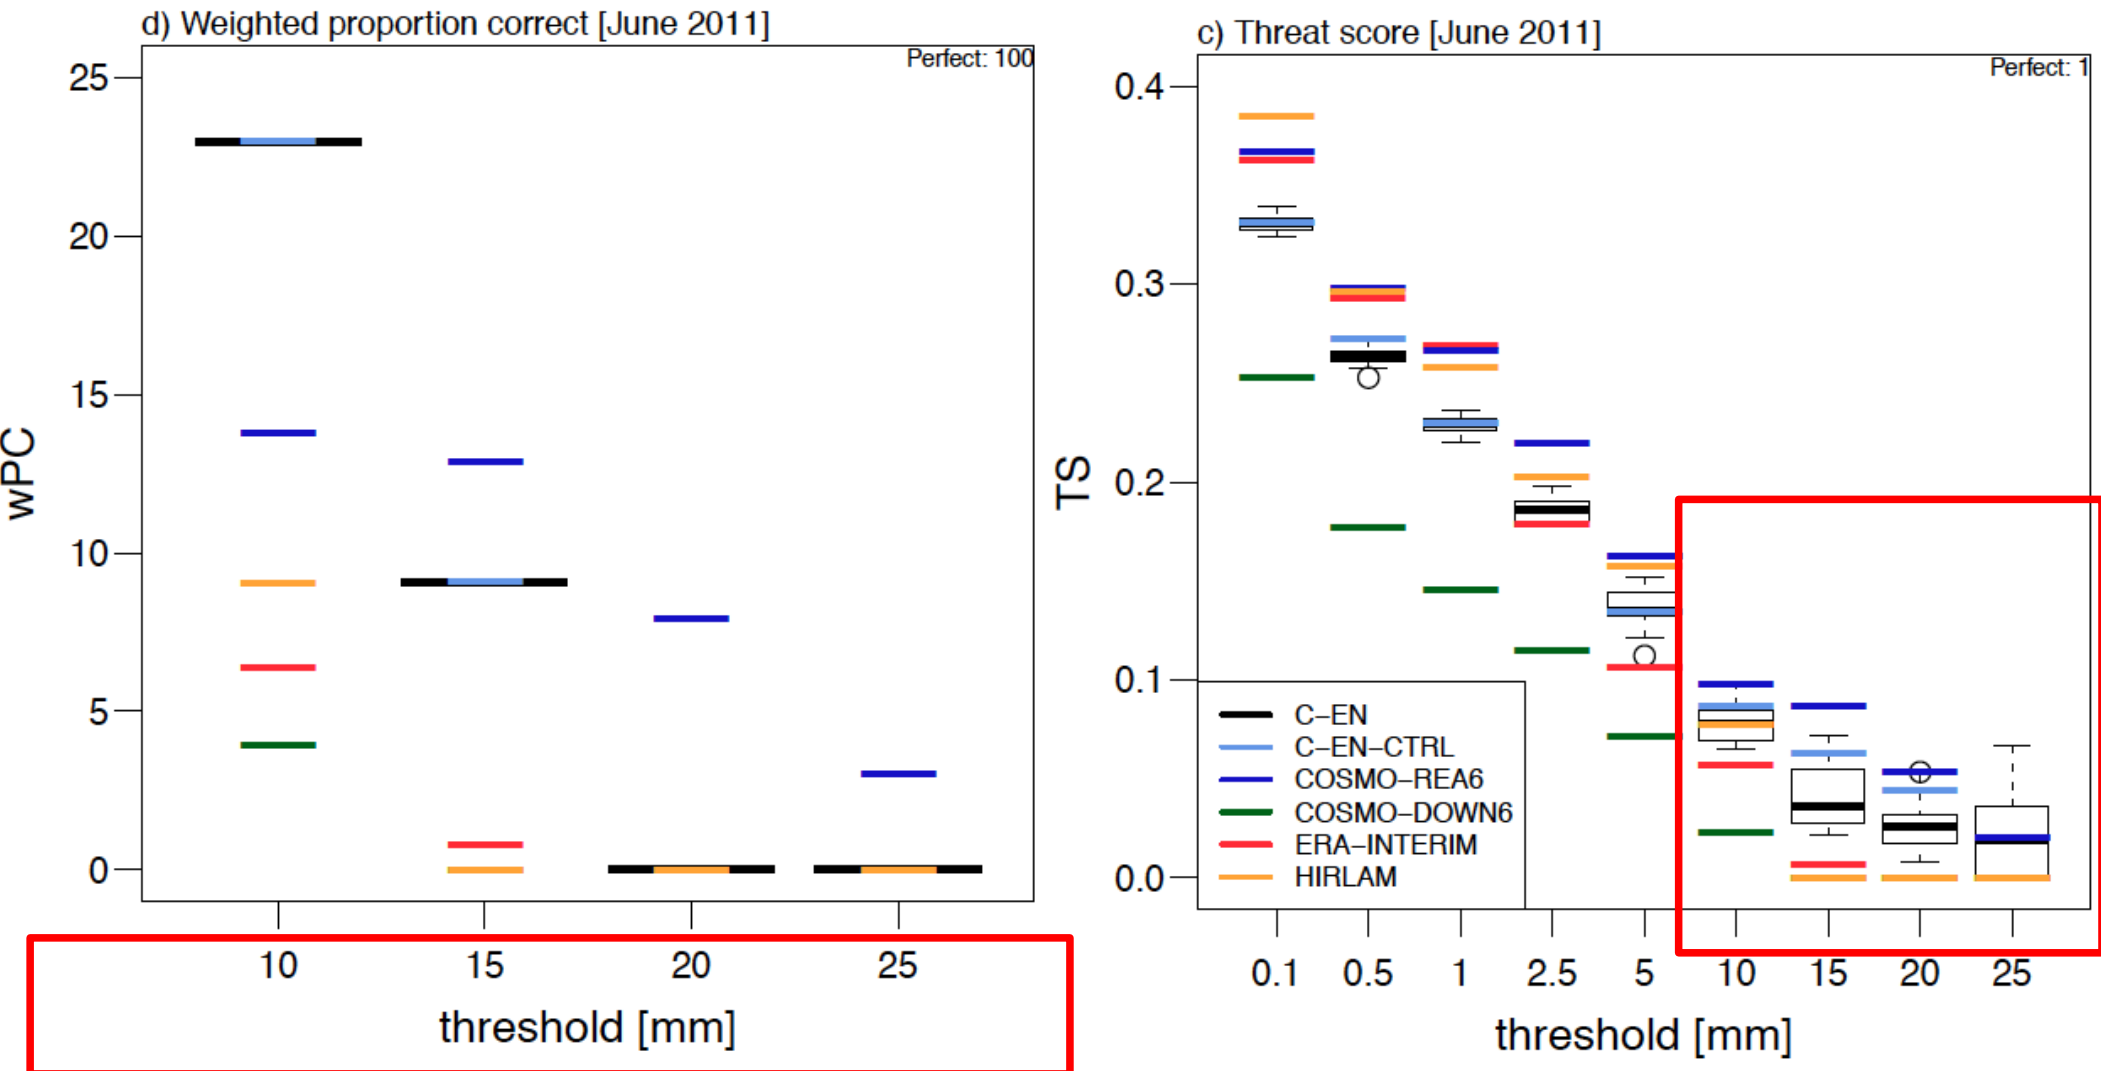 d) Weighted proportion correct [June 2011]
Perfect: 100
25
20
15
10
5
0
wPC
10 15 20 25
threshold [mm]
c) Threat score [June 2011]
Perfect: 1
0.4
0.3
0.2
0.1
0.0
TS
C−EN
C−EN−CTRL
COSMO−REA6
COSMO−DOWN6
ERA−INTERIM
HIRLAM
0.1 0.5 1 2.5 5 10 15 20 25
threshold [mm]